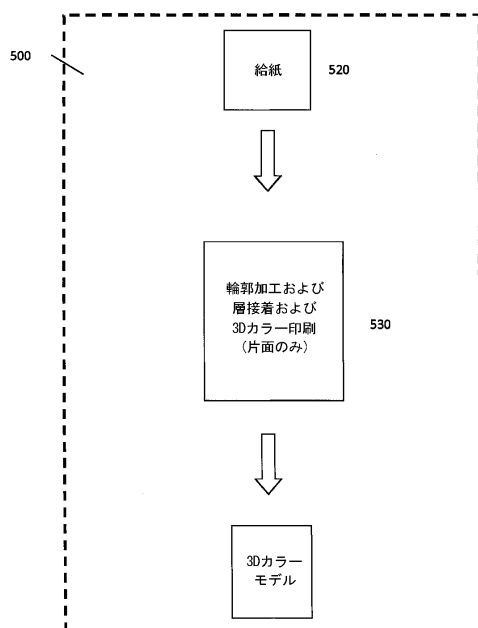 500
給紙
520
輪郭加工および
層接着および
3Dカラー印刷
(片面のみ)
530
3Dカラー
モデル